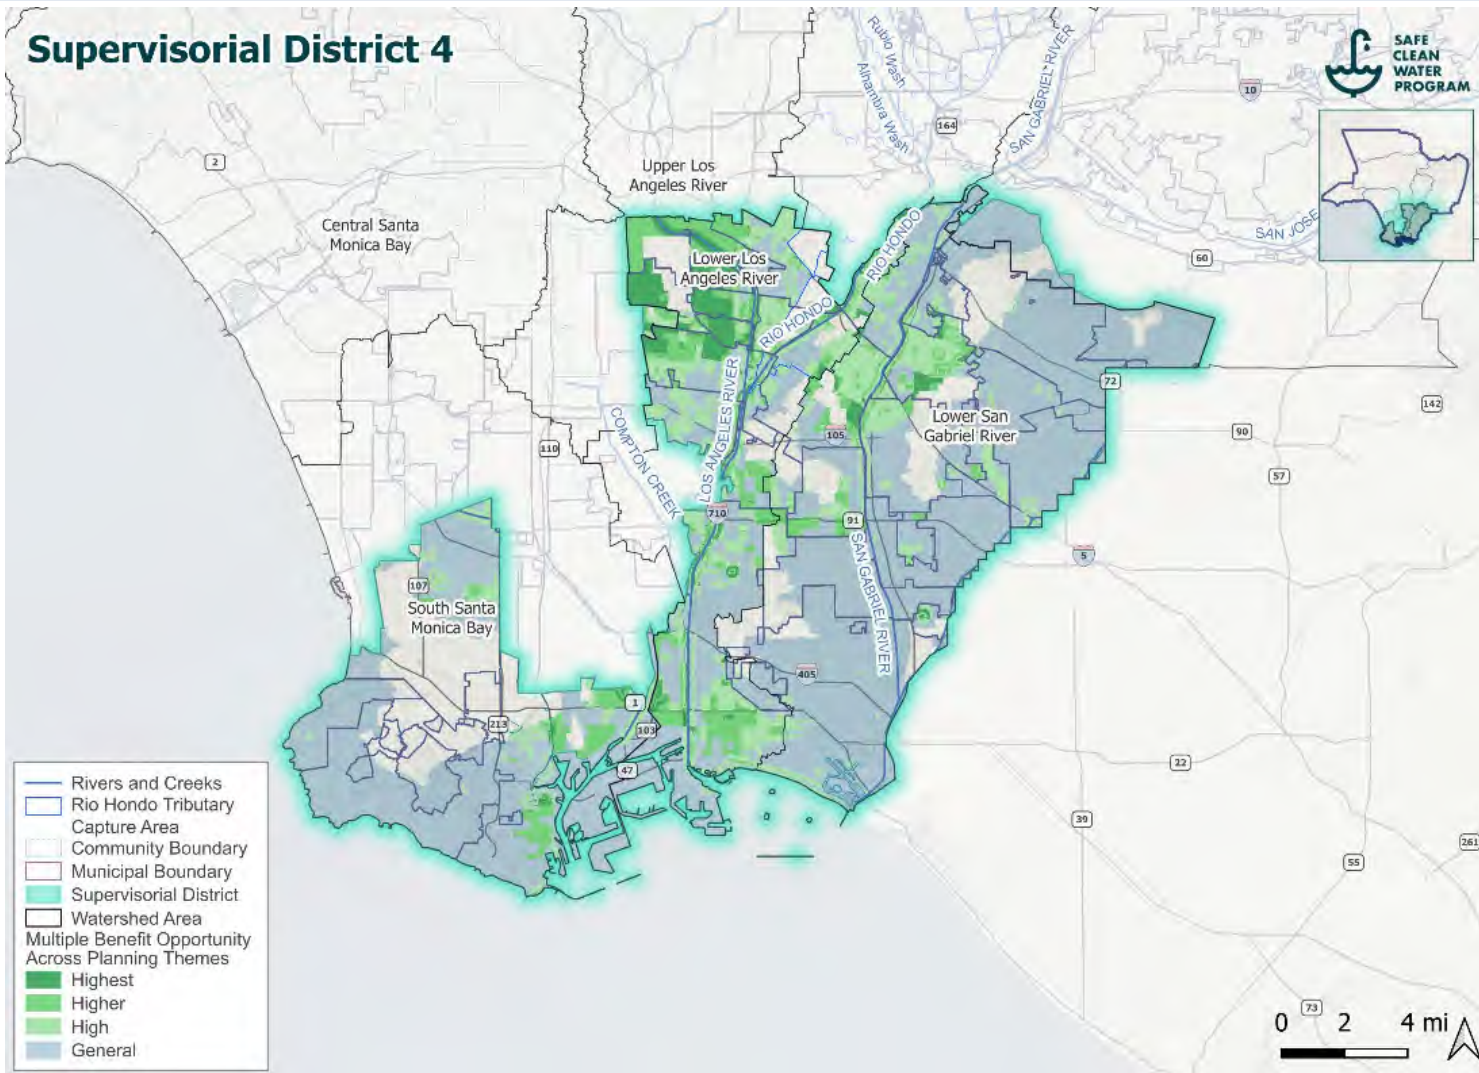 Supervisorial District 4
SAFE
CLEAN
WATER
PROGRAM
Rubio Wash
Alhambra Wash
SAN GABRIEL RIVER
10
164
2
Upper Los
Angeles River
Central Santa
Monica Bay
SAN JOSE
60
Lower Los
Angeles River
RIO HONDO
RIO HONDO
72
142
LOS ANGELES RIVER
COMPTON CREEK
105
Lower San
Gabriel River
90
110
57
710
91
SAN GABRIEL RIVER
5
107
South Santa
Monica Bay
405
1
213
103
47
22
39
55
261
73
Rivers and Creeks
Rio Hondo Tributary
Capture Area
Community Boundary
Municipal Boundary
Supervisorial District
Watershed Area
Multiple Benefit Opportunity
Across Planning Themes
Highest
Higher
High
General
0 2 4 mi